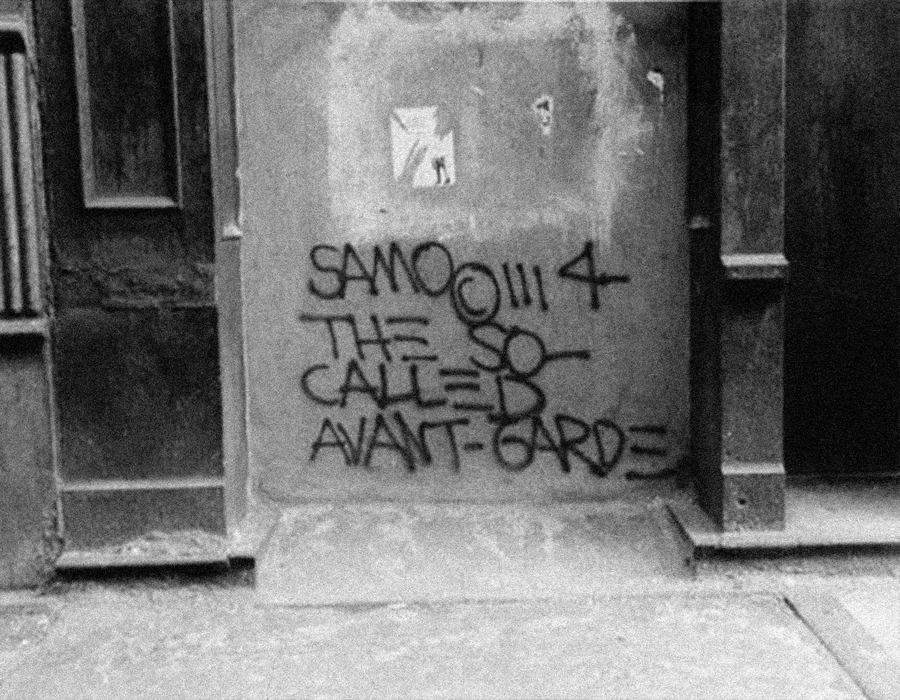 SAMO©III 4
THE SO-
CALLED
AVANT-GARDE